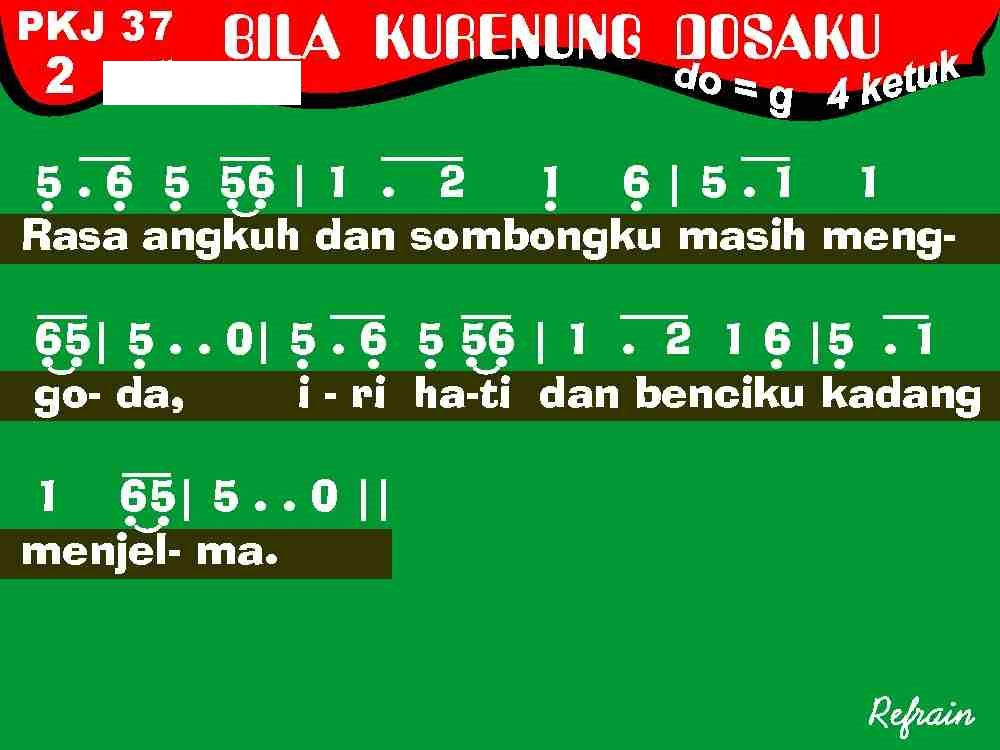 PKJ 37 BILA KURENUNG DOSAKU
2 do = g 4 ketuk
5 . 6 5 56 | 1 . 2 1 6 | 5 . 1 1
Rasa angkuh dan sombongku masih meng-
65| 5 . . 0| 5 . 6 5 56 | 1 . 2 1 6 |5 . 1
go- da, i - ri ha-ti dan benciku kadang
1 65| 5 . . 0 ||
menjel- ma.
Refrain